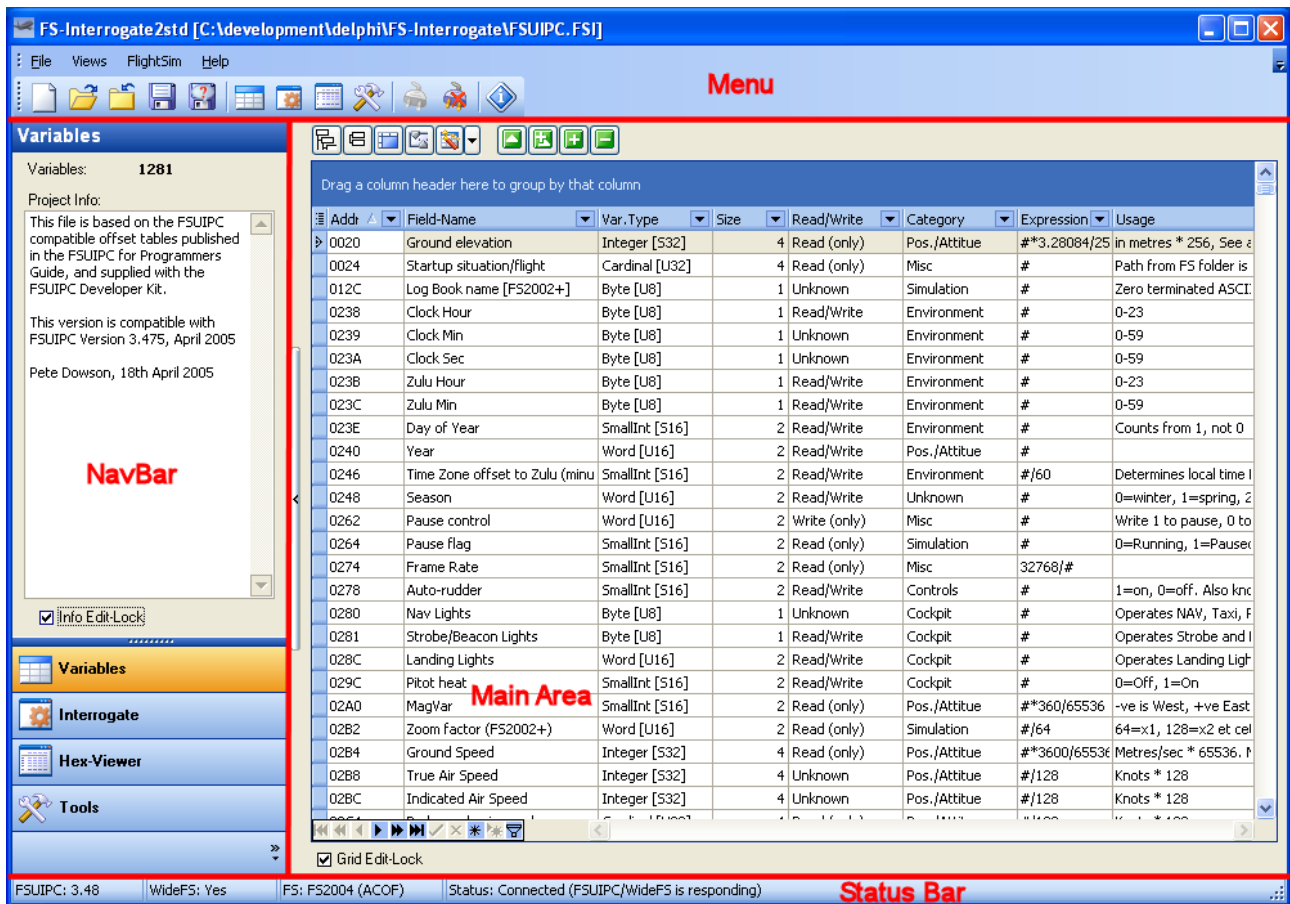 FS-Interrogate2std [C:\development\delphi\FS-Interrogate\FSUIPC.FSI]
File Views FlightSim Help
Menu
Variables
Variables: 1281
Project Info:
This file is based on the FSUIPC
compatible offset tables published
in the FSUIPC for Programmers
Guide, and supplied with the
FSUIPC Developer Kit.
This version is compatible with
FSUIPC Version 3.475, April 2005
Pete Dowson, 18th April 2005
NavBar
Info Edit-Lock
Variables
Interrogate
Hex-Viewer
Tools
Drag a column header here to group by that column
Addr Field-Name Var.Type Size Read/Write Category Expression Usage
0020 Ground elevation Integer [S32] 4 Read (only) Pos./Attitue #*3.28084/25 in metres * 256, See
0024 Startup situation/flight Cardinal [U32] 4 Read (only) Misc # Path from FS folder is
012C Log Book name [FS2002+] Byte [U8] 1 Unknown Simulation # Zero terminated ASCI
0238 Clock Hour Byte [U8] 1 Read/Write Environment # 0-23
0239 Clock Min Byte [U8] 1 Unknown Environment # 0-59
023A Clock Sec Byte [U8] 1 Unknown Environment # 0-59
023B Zulu Hour Byte [U8] 1 Read/Write Environment # 0-23
023C Zulu Min Byte [U8] 1 Read/Write Environment # 0-59
023E Day of Year SmallInt [S16] 2 Read/Write Environment # Counts from 1, not 0
0240 Year Word [U16] 2 Read/Write Pos./Attitue #
0246 Time Zone offset to Zulu (minu SmallInt [S16] 2 Read/Write Environment #/60 Determines local time
0248 Season Word [U16] 2 Read/Write Unknown # 0=winter, 1=spring, 2
0262 Pause control Word [U16] 2 Write (only) Misc # Write 1 to pause, 0 to
0264 Pause flag SmallInt [S16] 2 Read (only) Simulation # 0=Running, 1=Paused
0274 Frame Rate SmallInt [S16] 2 Read (only) Misc 32768/#
0278 Auto-rudder SmallInt [S16] 2 Read/Write Controls # 1=on, 0=off. Also kno
0280 Nav Lights Byte [U8] 1 Unknown Cockpit # Operates NAV, Taxi,
0281 Strobe/Beacon Lights Byte [U8] 1 Read/Write Cockpit # Operates Strobe and
028C Landing Lights Word [U16] 2 Read/Write Cockpit # Operates Landing Ligh
029C Pitot heat SmallInt [S16] 2 Read/Write Cockpit # 0=Off, 1=On
Main Area
02A0 MagVar SmallInt [S16] 2 Read/Write Pos./Attitue #*360/65536 -ve is West, +ve East
02B2 Zoom factor (FS2002+) Word [U16] 2 Read/Write Simulation #/64 64=x1, 128=x2 et cet
02B4 Ground Speed Integer [S32] 4 Read (only) Pos./Attitue #*3600/65536 Metres/sec * 65536.
02B8 True Air Speed Integer [S32] 4 Unknown Pos./Attitue #/128 Knots * 128
02BC Indicated Air Speed Integer [S32] 4 Unknown Pos./Attitue #/128 Knots * 128
Grid Edit-Lock
FSUIPC: 3.48 WideFS: Yes FS: FS2004 (ACOF) Status: Connected (FSUIPC/WideFS is responding)
Status Bar